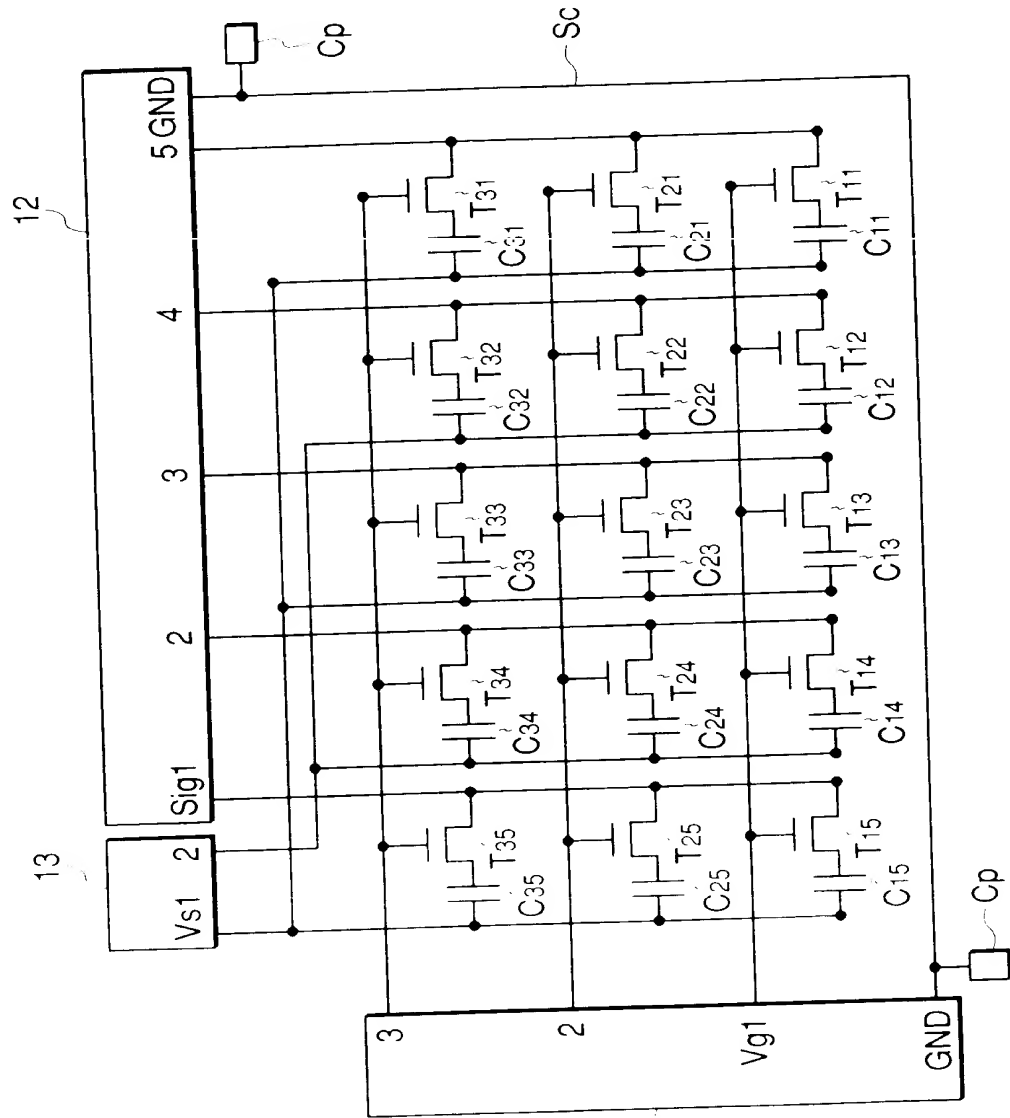 12
13
Vs1 2
Sig1 2 3 4 5 GND
Cp
Sc
T35 T34 T33 T32 T31
C35 C34 C33 C32 C31
T25 T24 T23 T22 T21
C25 C24 C23 C22 C21
T15 T14 T13 T12 T11
C15 C14 C13 C12 C11
3
2
Vg1
GND
Cp